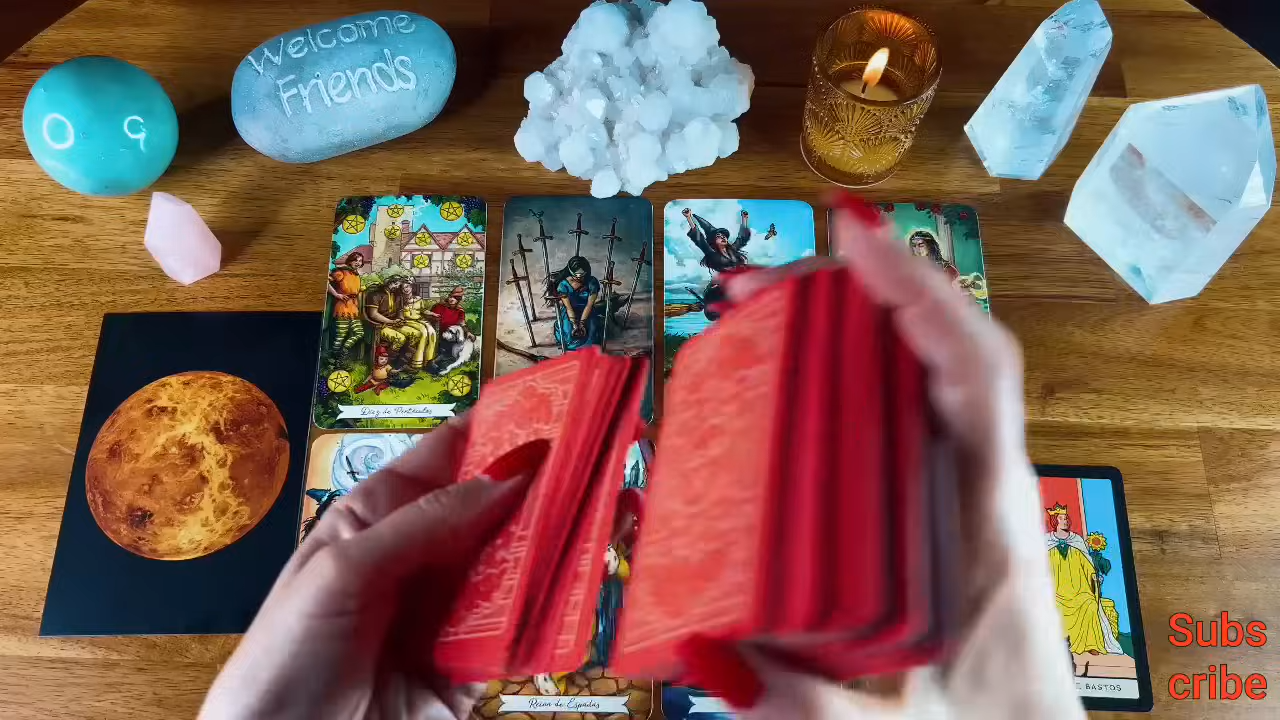 Welcome
Friends
Diez de Pentáculos
Reina de Espadas
E BASTOS
Subs
cribe